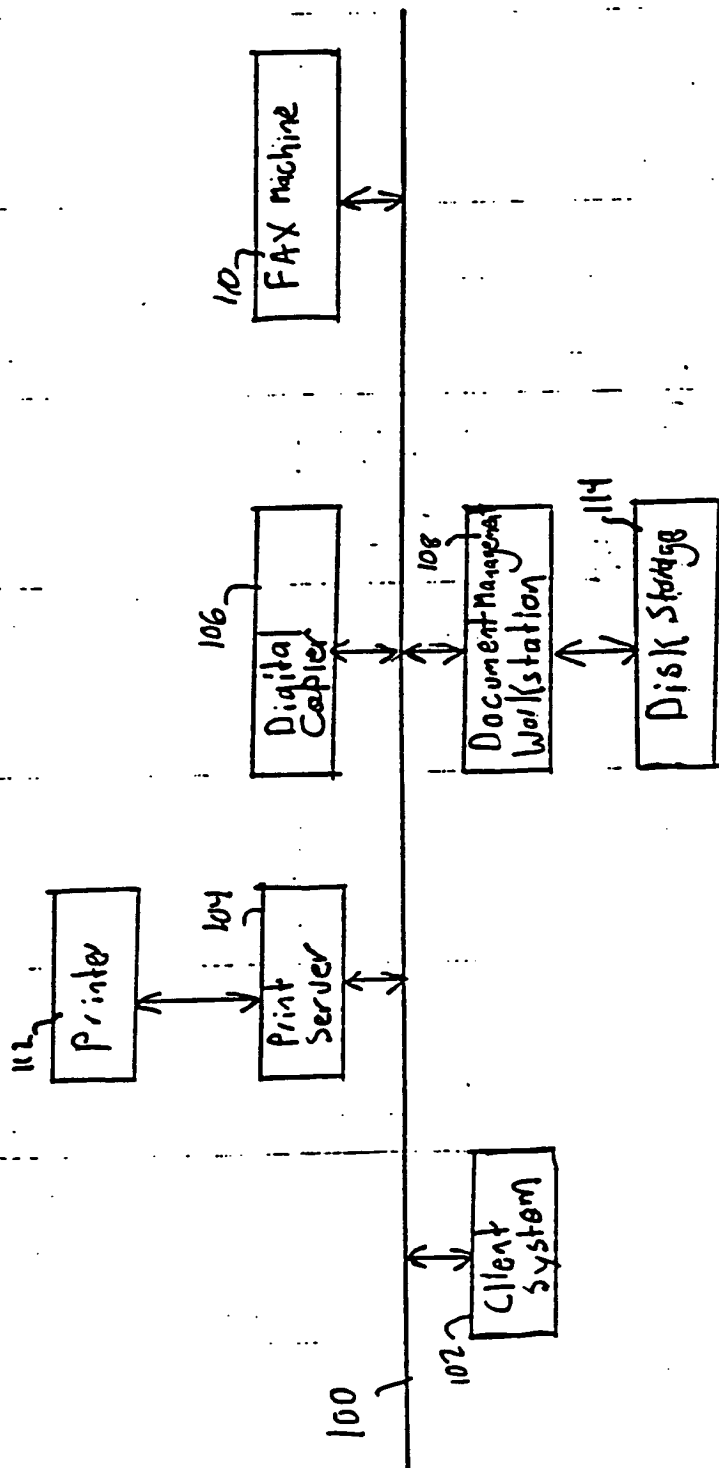 112
Printer
104
Print
Server
106
Digital
Copier
110
FAX Machine
100
102
Client
System
108
Document Management
Workstation
114
Disk Storage